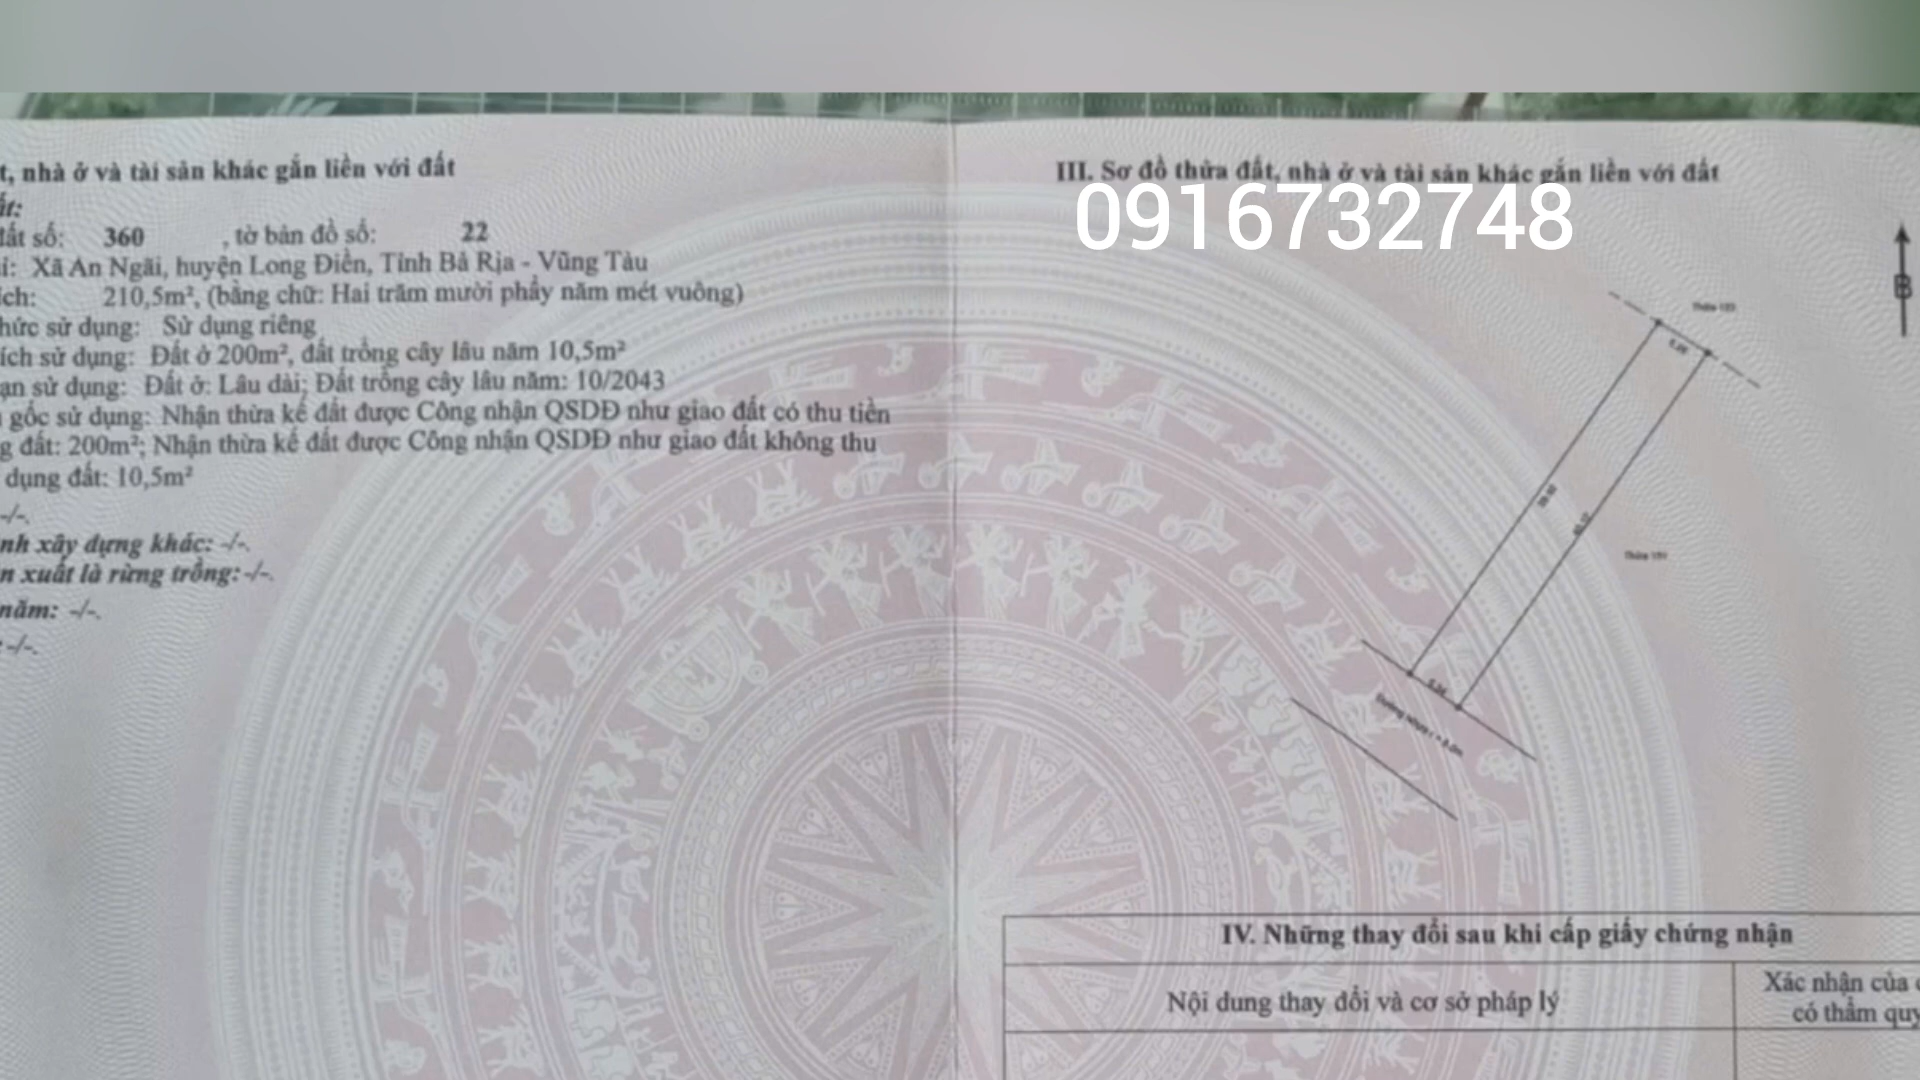 t, nhà ở và tài sản khác gắn liền với đất
ất:
đất số: 360 , tờ bản đồ số: 22
ỉ: Xã An Ngãi, huyện Long Điền, Tỉnh Bà Rịa - Vũng Tàu
ích: 210,5m², (bằng chữ: Hai trăm mười phẩy năm mét vuông)
hức sử dụng: Sử dụng riêng
ích sử dụng: Đất ở 200m², đất trồng cây lâu năm 10,5m²
ạn sử dụng: Đất ở: Lâu dài; Đất trồng cây lâu năm: 10/2043
gốc sử dụng: Nhận thừa kế đất được Công nhận QSDĐ như giao đất có thu tiền
g đất: 200m²; Nhận thừa kế đất được Công nhận QSDĐ như giao đất không thu
dụng đất: 10,5m²
-/-.
nh xây dựng khác: -/-.
n xuất là rừng trồng: -/-.
năm: -/-.
: -/-.
III. Sơ đồ thửa đất, nhà ở và tài sản khác gắn liền với đất
0916732748
B
Thửa
Thửa
Đường nhựa
IV. Những thay đổi sau khi cấp giấy chứng nhận
Nội dung thay đổi và cơ sở pháp lý
Xác nhận của c
có thẩm quy